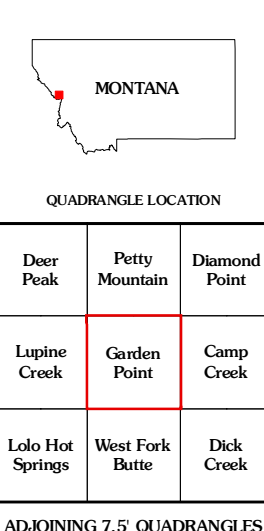 MONTANA
QUADRANGLE LOCATION
Deer Peak
Petty Mountain
Diamond Point
Lupine Creek
Garden Point
Camp Creek
Lolo Hot Springs
West Fork Butte
Dick Creek
ADJOINING 7.5' QUADRANGLES